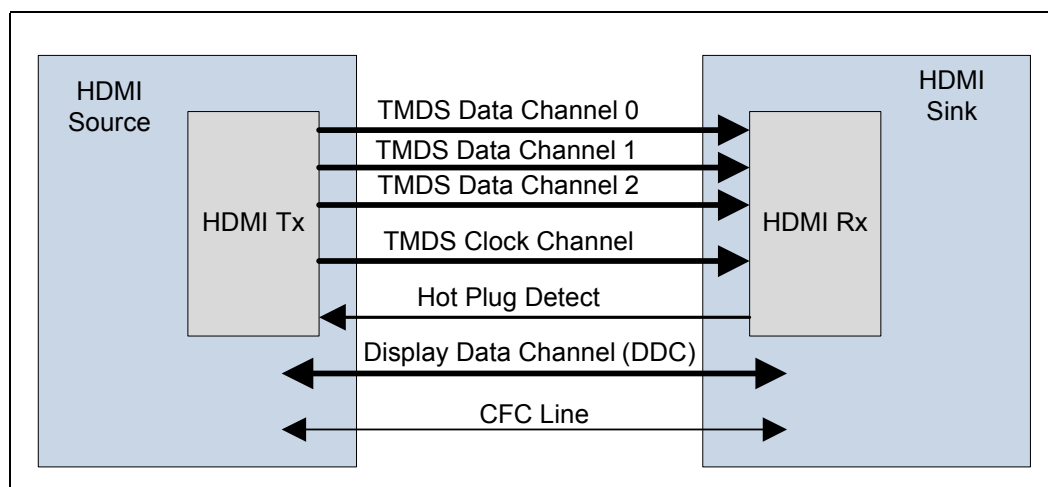 HDMI
Source
HDMI
Sink
TMDS Data Channel 0
TMDS Data Channel 1
TMDS Data Channel 2
HDMI Tx
HDMI Rx
TMDS Clock Channel
Hot Plug Detect
Display Data Channel (DDC)
CFC Line